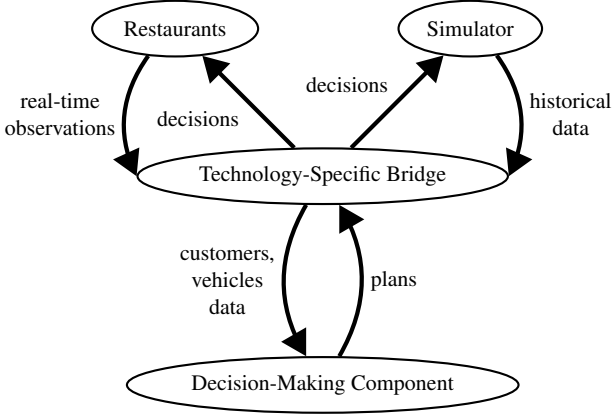 Restaurants
Simulator
real-time
observations
decisions
decisions
historical
data
Technology-Specific Bridge
customers,
vehicles
data
plans
Decision-Making Component